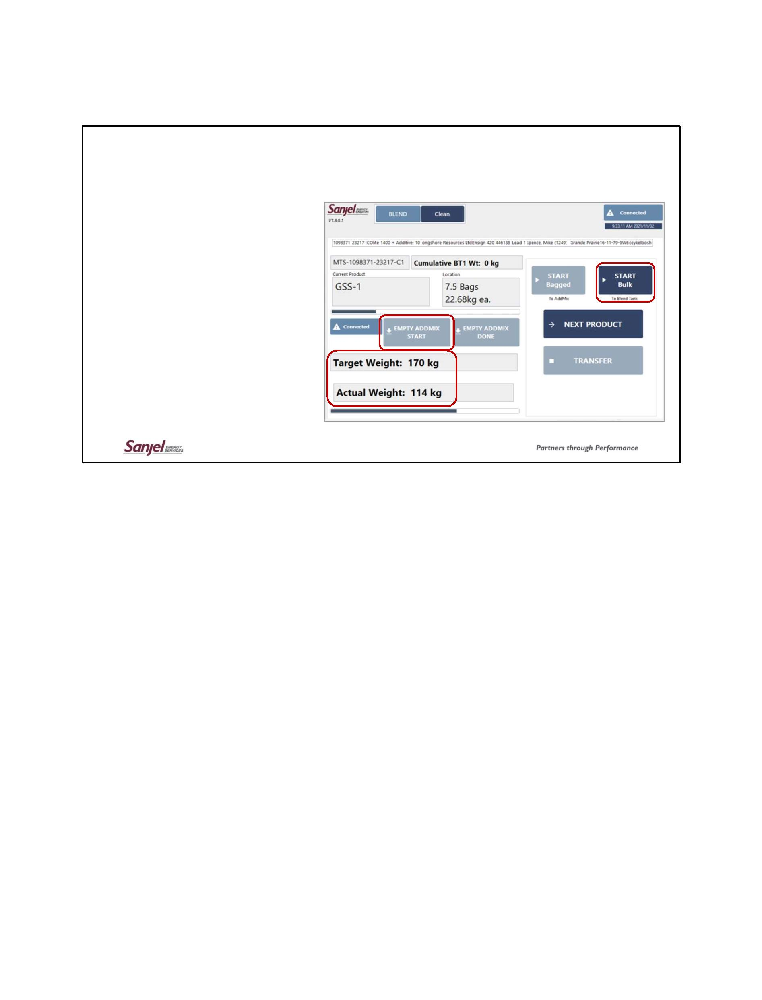 Sanjel ENERGY SERVICES
V1.8.0.1
BLEND
Clean
Connected
9:33:11 AM 2021/11/02
1098371 23217 COlite 1400 + Additive: 10 ongshore Resources LtdEnsign 420 446135 Lead 1 pence, Mike (1249; Grande Prairie16-11-79-9W6 ceykelbosh
MTS-1098371-23217-C1
Cumulative BT1 Wt: 0 kg
Current Product
GSS-1
Location
7.5 Bags
22.68kg ea.
START
Bagged
To AddMix
START
Bulk
To Blend Tank
Connected
EMPTY ADDMIX
START
EMPTY ADDMIX
DONE
NEXT PRODUCT
Target Weight: 170 kg
TRANSFER
Actual Weight: 114 kg
Sanjel ENERGY SERVICES
Partners through Performance